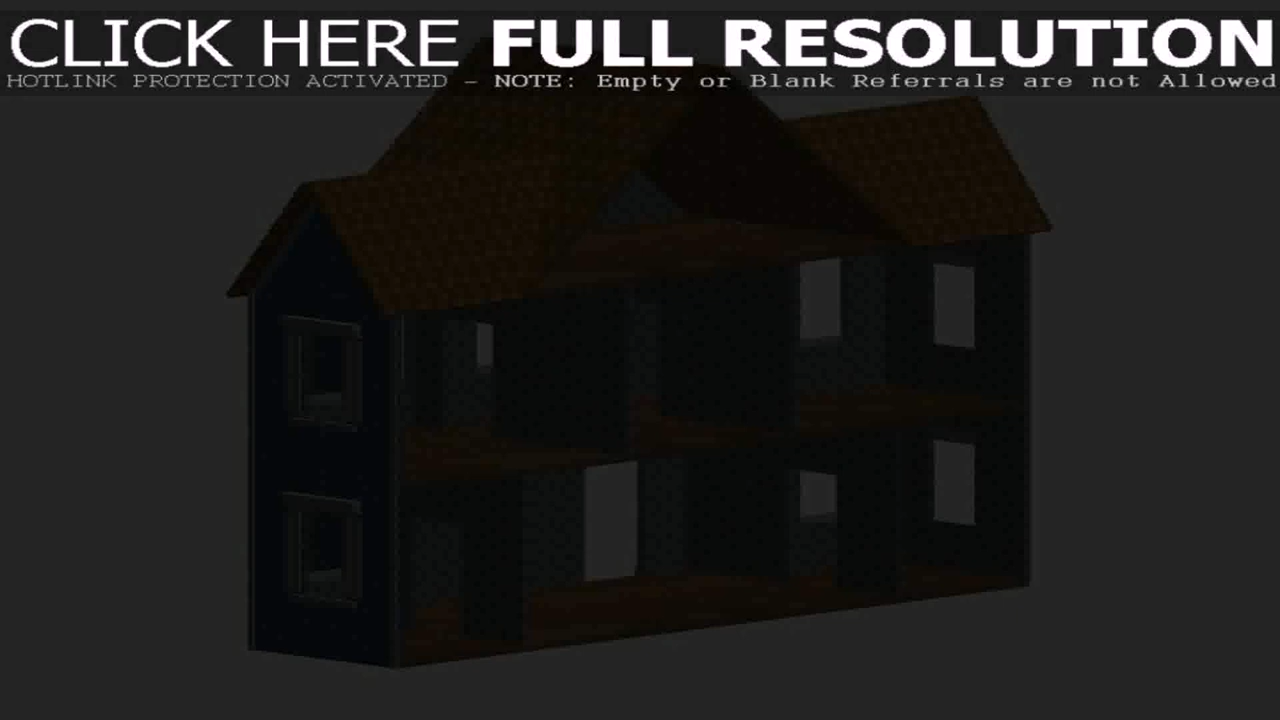 CLICK HERE FULL RESOLUTION
HOTLINK PROTECTION ACTIVATED - NOTE: Empty or Blank Referrals are not Allowed